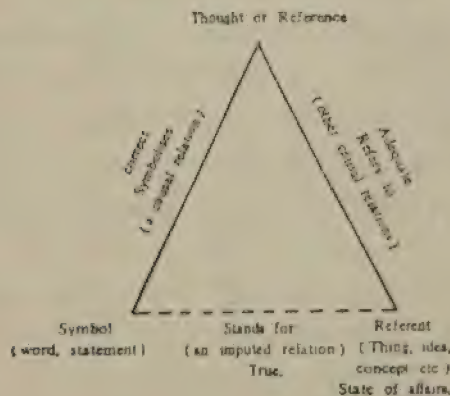 Thought or Reference
correct
Symbolises
( a causal relation )
Adequate
Refers to
( other causal relations )
Symbol
( word, statement )
Stands for
( an imputed relation )
True.
Referent
( Thing, idea,
concept etc )
State of affairs.